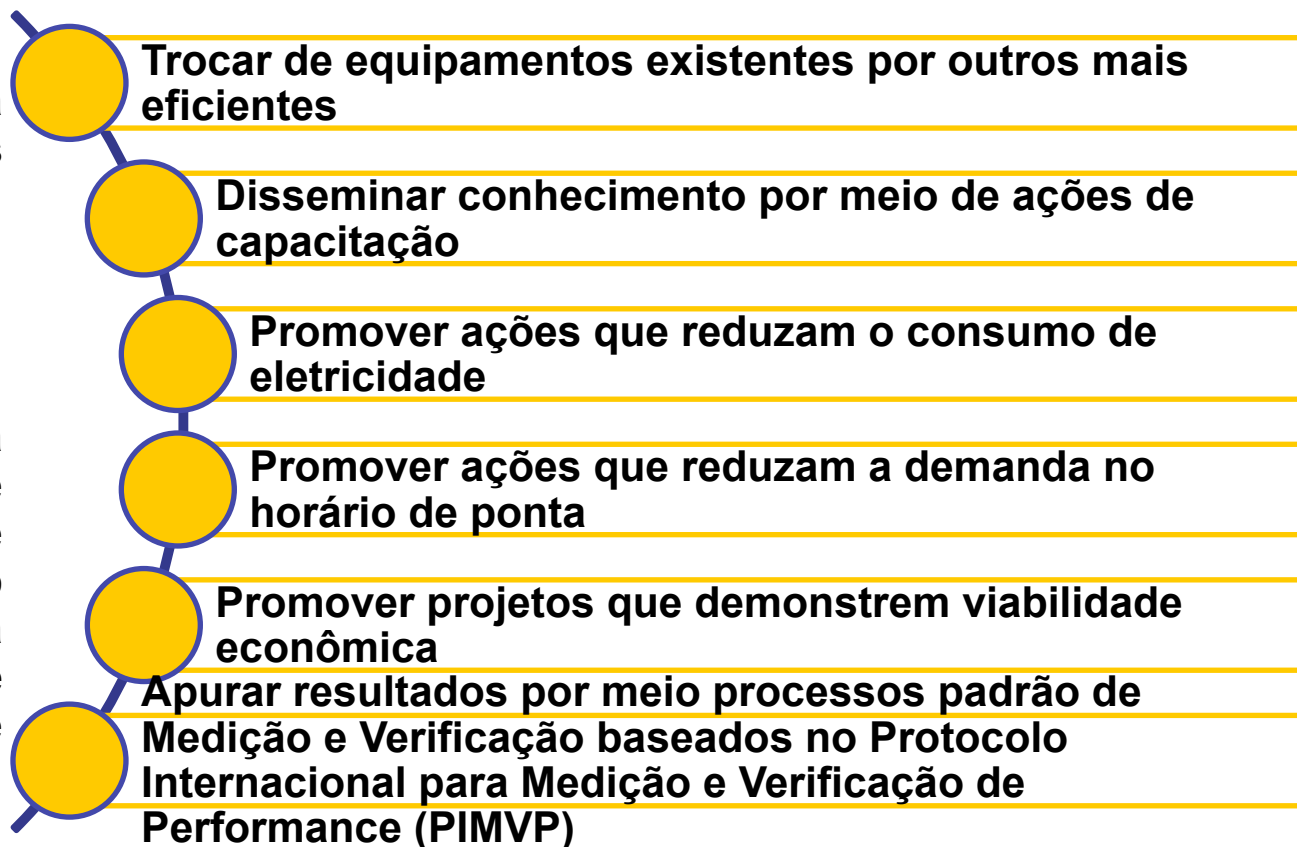 Trocar de equipamentos existentes por outros mais
eficientes
Disseminar conhecimento por meio de ações de
capacitação
Promover ações que reduzam o consumo de
eletricidade
Promover ações que reduzam a demanda no
horário de ponta
Promover projetos que demonstrem viabilidade
econômica
Apurar resultados por meio processos padrão de
Medição e Verificação baseados no Protocolo
Internacional para Medição e Verificação de
Performance (PIMVP)